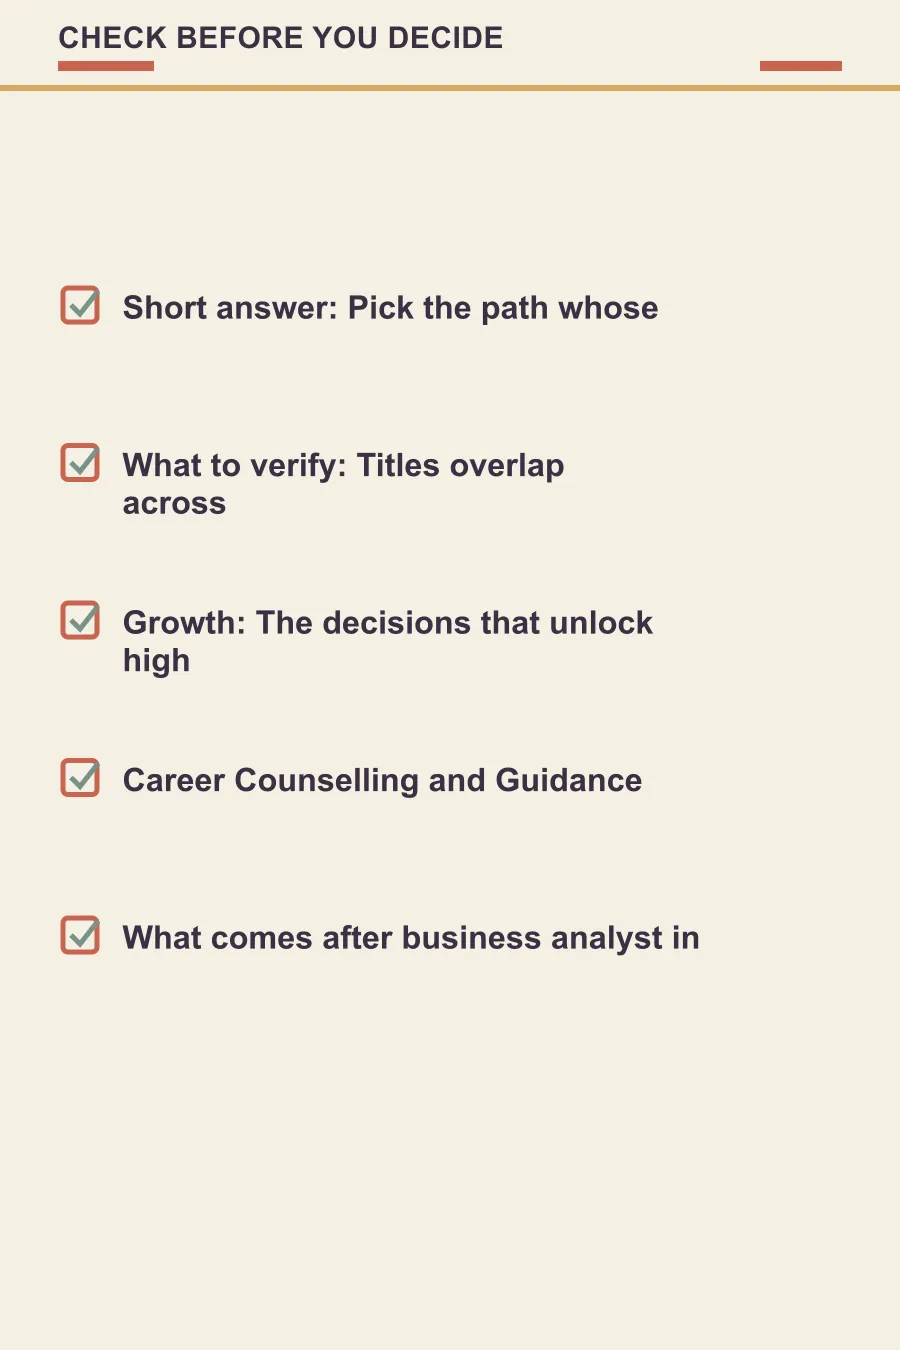 CHECK BEFORE YOU DECIDE
Short answer: Pick the path whose
What to verify: Titles overlap
across
Growth: The decisions that unlock
high
Career Counselling and Guidance
What comes after business analyst in